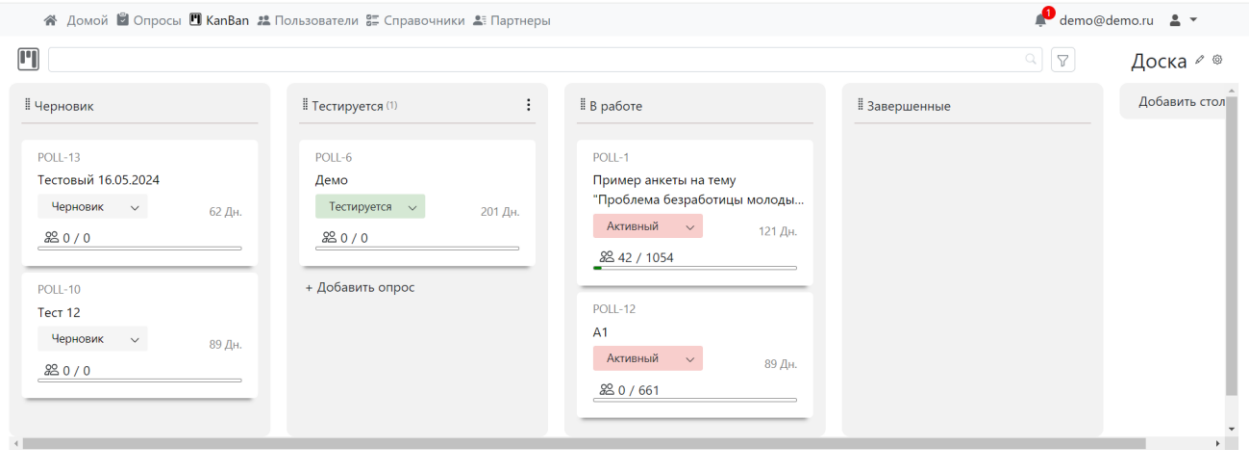 Домой Опросы KanBan Пользователи Справочники Партнеры
1
demo@demo.ru
Доска
Черновик
POLL-13
Тестовый 16.05.2024
Черновик
62 Дн.
0 / 0
POLL-10
Тест 12
Черновик
89 Дн.
0 / 0
Тестируется (1)
POLL-6
Демо
Тестируется
201 Дн.
0 / 0
+ Добавить опрос
В работе
POLL-1
Пример анкеты на тему
"Проблема безработицы молоды...
Активный
121 Дн.
42 / 1054
POLL-12
А1
Активный
89 Дн.
0 / 661
Завершенные
Добавить стол